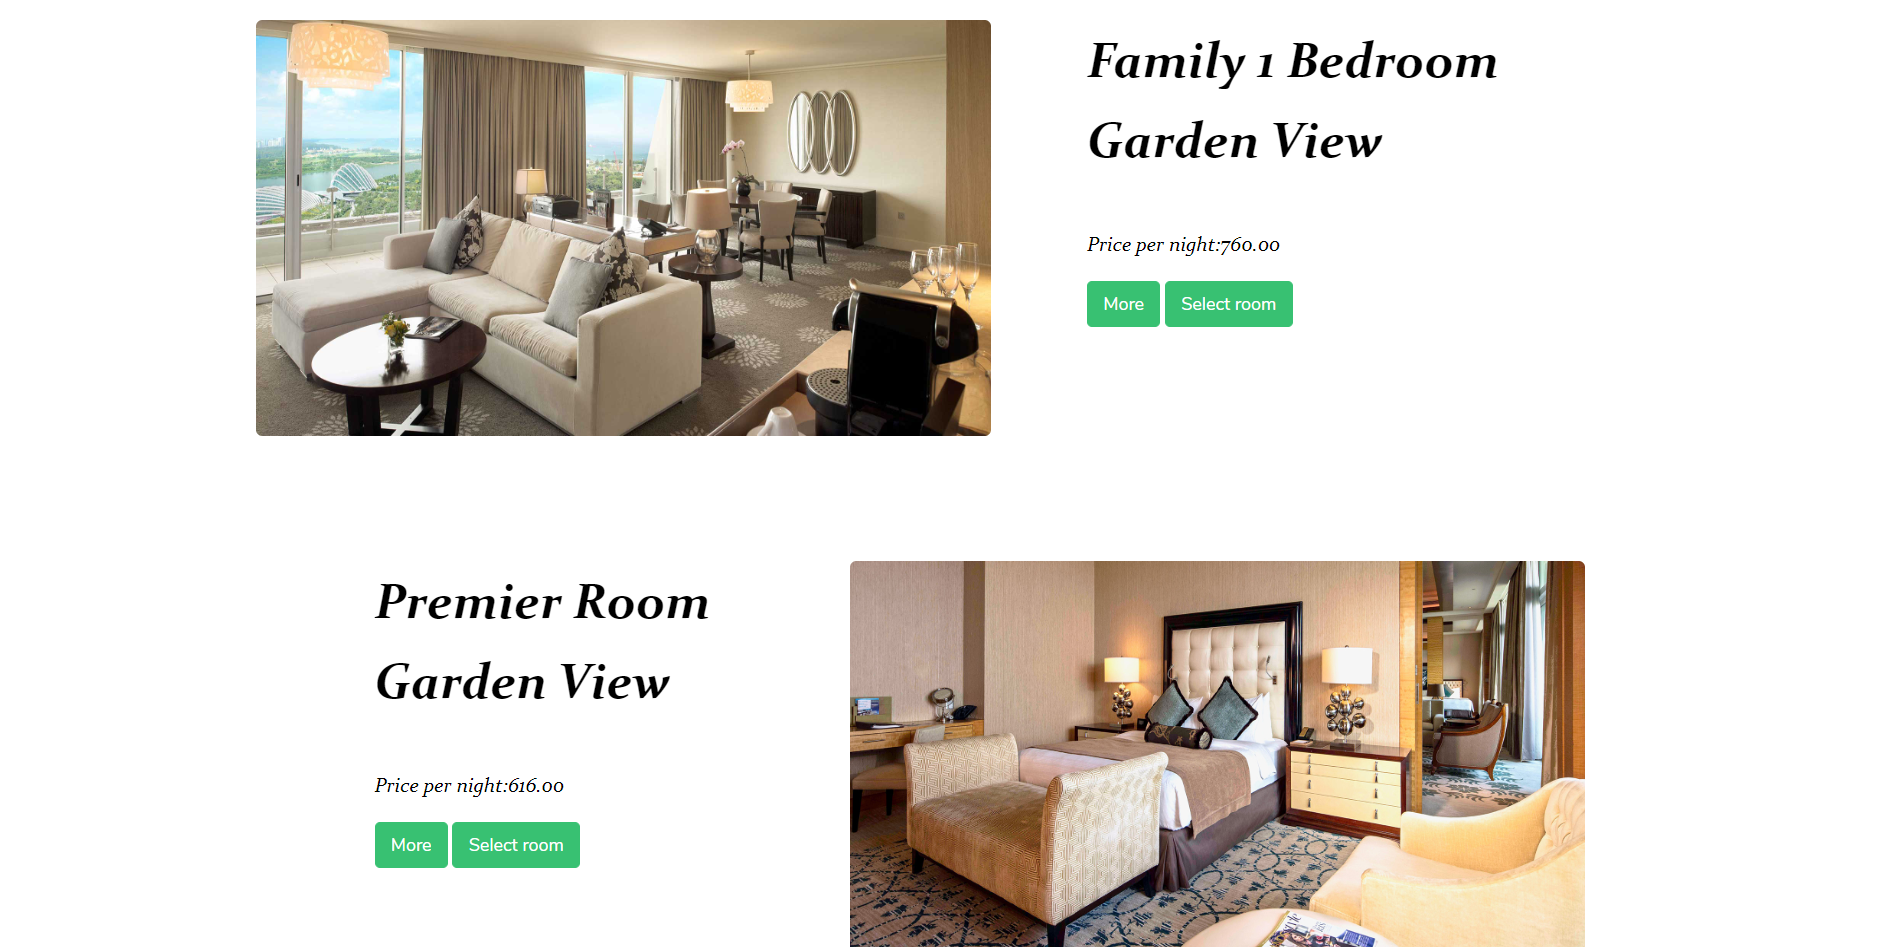 Family 1 Bedroom
Garden View
Price per night:760.00
More
Select room
Premier Room
Garden View
Price per night:616.00
More
Select room